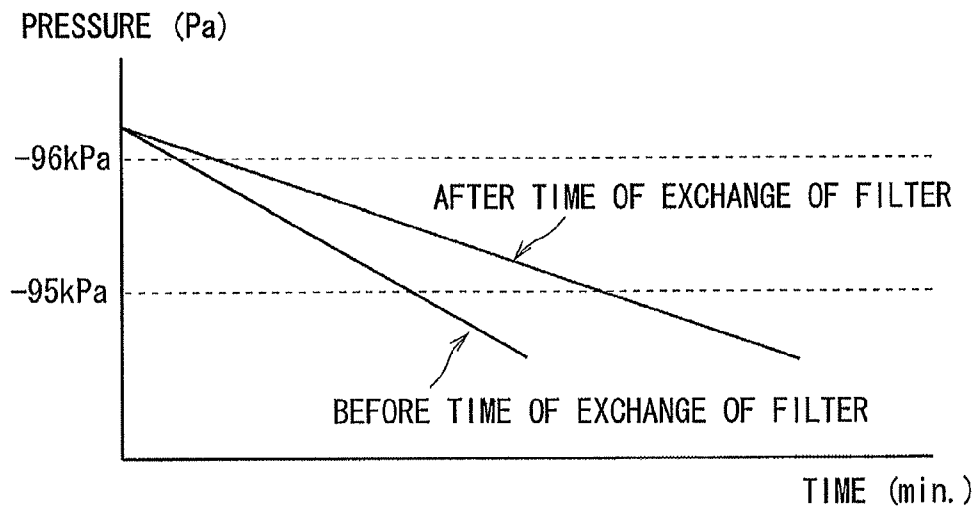 PRESSURE (Pa)
-96kPa
AFTER TIME OF EXCHANGE OF FILTER
-95kPa
BEFORE TIME OF EXCHANGE OF FILTER
TIME (min.)